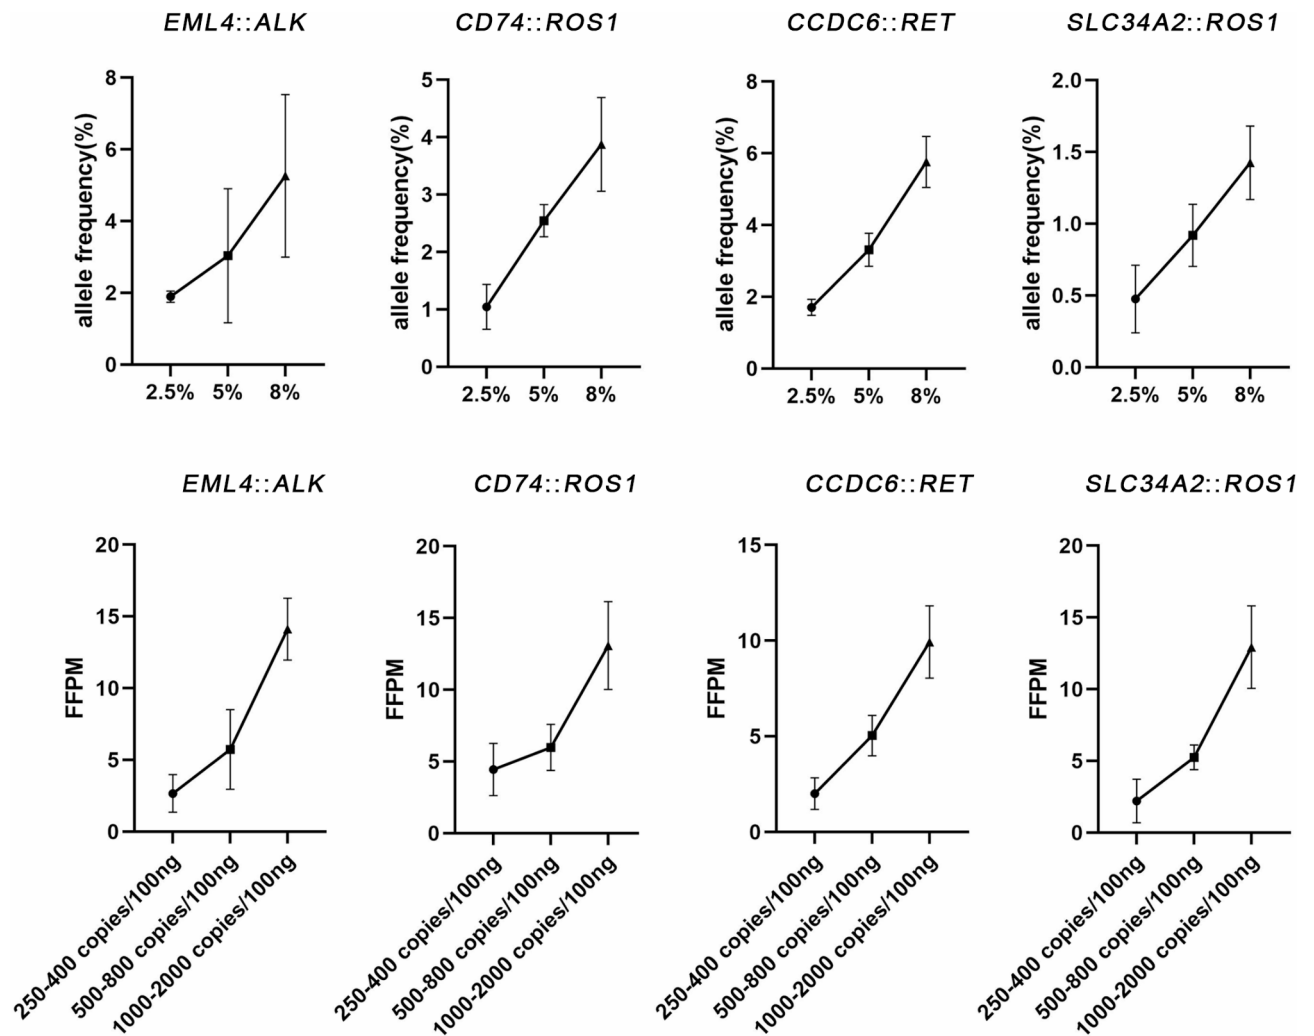 EML4::ALK
CD74::ROS1
CCDC6::RET
SLC34A2::ROS1
allele frequency(%)
8
6
4
2
0
2.5% 5% 8%
allele frequency(%)
5
4
3
2
1
0
2.5% 5% 8%
allele frequency(%)
8
6
4
2
0
2.5% 5% 8%
allele frequency(%)
2.0
1.5
1.0
0.5
0.0
2.5% 5% 8%
EML4::ALK
CD74::ROS1
CCDC6::RET
SLC34A2::ROS1
FFPM
20
15
10
5
0
250-400 copies/100ng
500-800 copies/100ng
1000-2000 copies/100ng
FFPM
20
15
10
5
0
250-400 copies/100ng
500-800 copies/100ng
1000-2000 copies/100ng
FFPM
15
10
5
0
250-400 copies/100ng
500-800 copies/100ng
1000-2000 copies/100ng
FFPM
20
15
10
5
0
250-400 copies/100ng
500-800 copies/100ng
1000-2000 copies/100ng